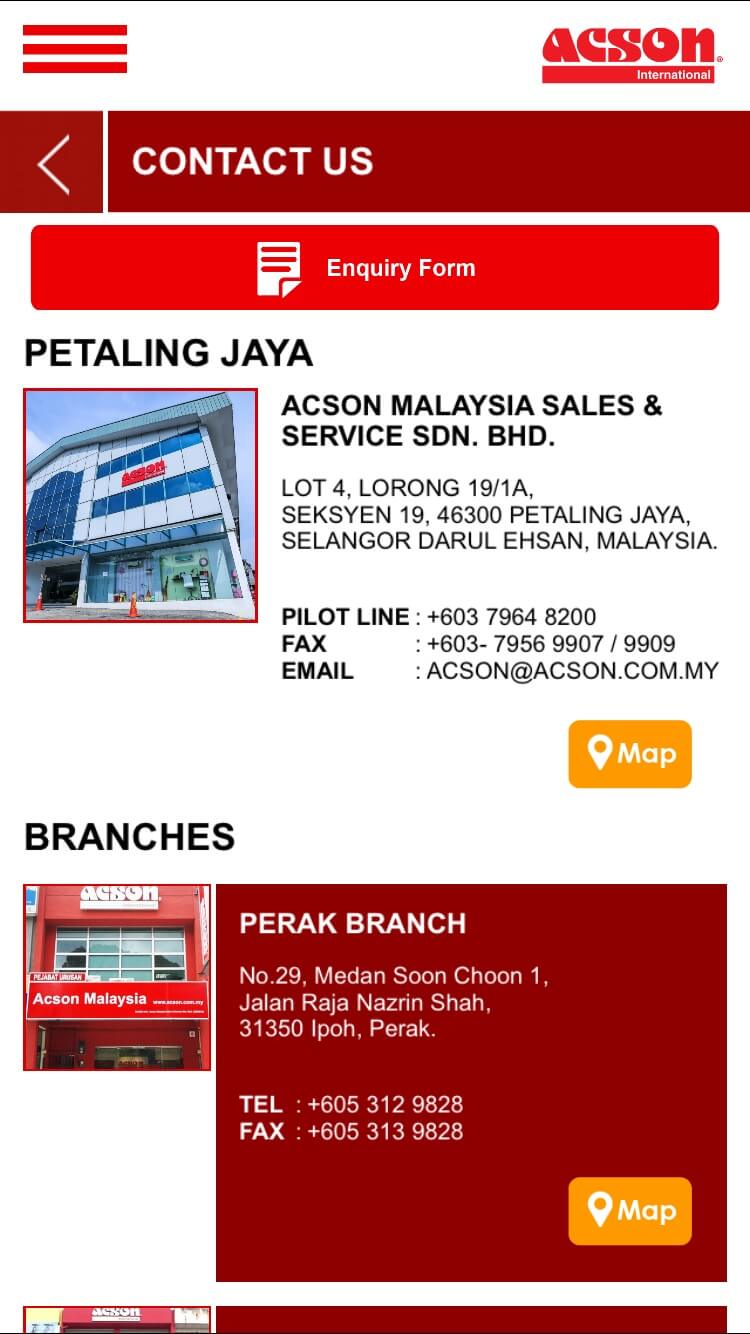 ACSON®
International
CONTACT US
Enquiry Form
PETALING JAYA
ACSON
ACSON MALAYSIA SALES &
SERVICE SDN. BHD.
LOT 4, LORONG 19/1A,
SEKSYEN 19, 46300 PETALING JAYA,
SELANGOR DARUL EHSAN, MALAYSIA.
PILOT LINE : +603 7964 8200
FAX : +603- 7956 9907 / 9909
EMAIL : ACSON@ACSON.COM.MY
Map
BRANCHES
ACSON
PEJABAT URUSAN
Acson Malaysia www.acson.com.my
PERAK BRANCH
No.29, Medan Soon Choon 1,
Jalan Raja Nazrin Shah,
31350 Ipoh, Perak.
TEL : +605 312 9828
FAX : +605 313 9828
Map
ACSON